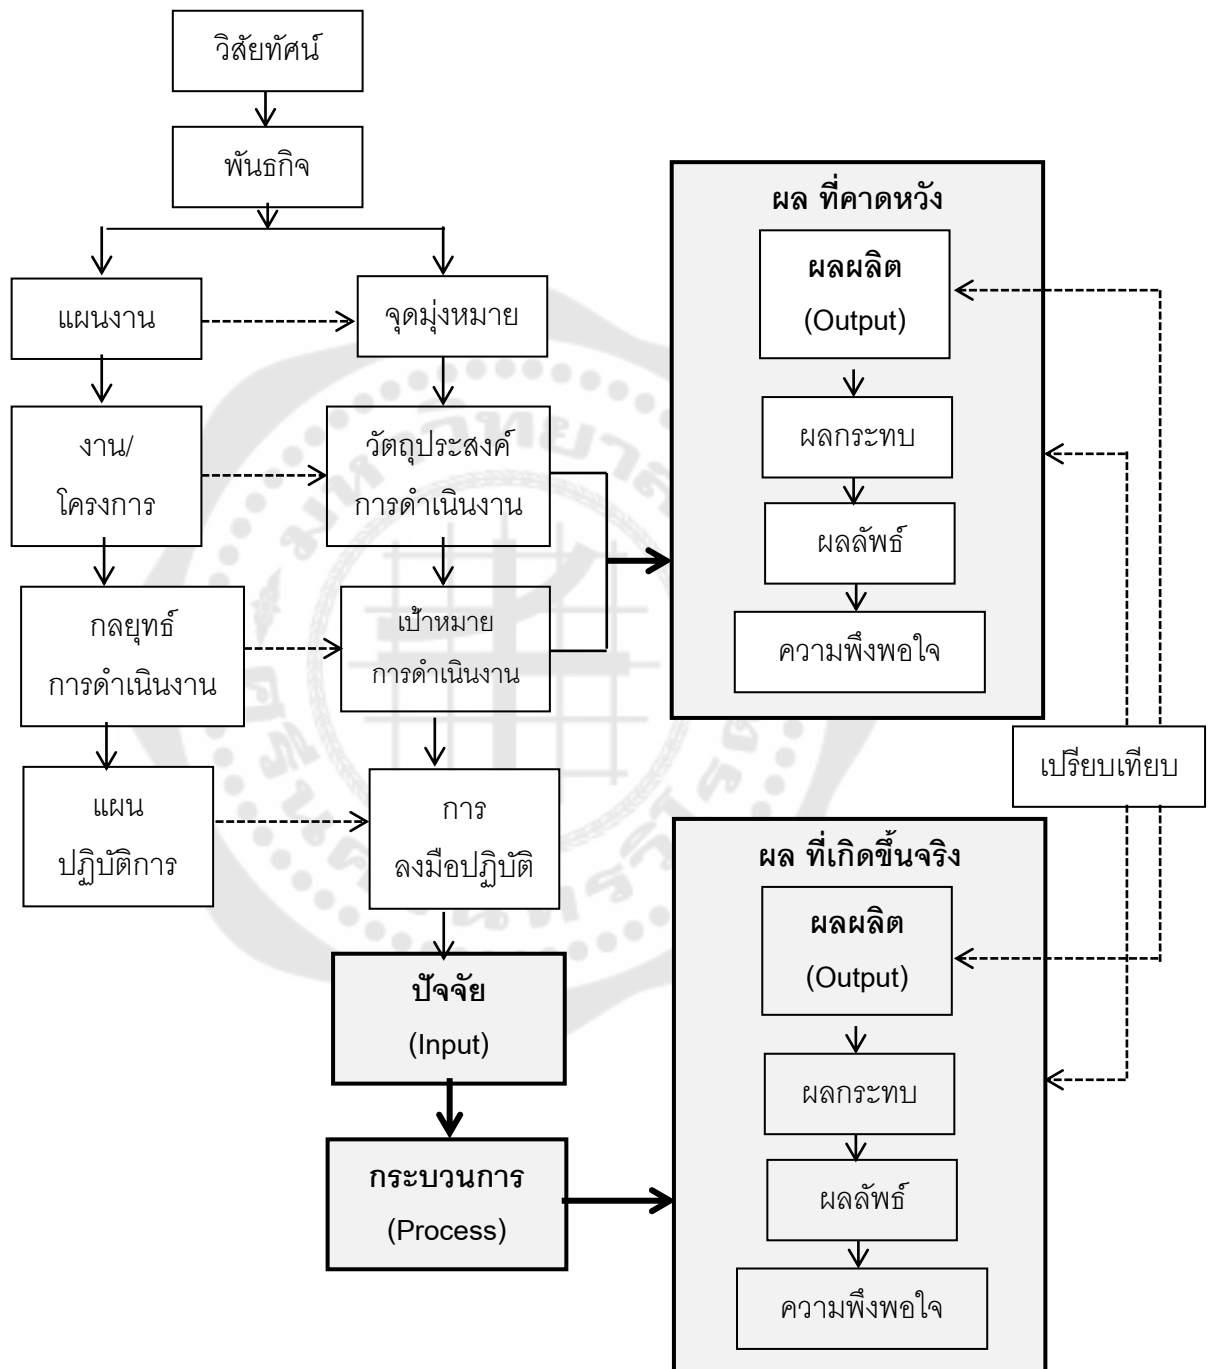 วิสัยทัศน์
พันธกิจ
แผนงาน
จุดมุ่งหมาย
งาน/
โครงการ
วัตถุประสงค์
การดำเนินงาน
กลยุทธ์
การดำเนินงาน
เป้าหมาย
การดำเนินงาน
แผน
ปฏิบัติการ
การ
ลงมือปฏิบัติ
ปัจจัย
(Input)
กระบวนการ
(Process)
ผล ที่คาดหวัง
ผลผลิต
(Output)
ผลกระทบ
ผลลัพธ์
ความพึงพอใจ
เปรียบเทียบ
ผล ที่เกิดขึ้นจริง
ผลผลิต
(Output)
ผลกระทบ
ผลลัพธ์
ความพึงพอใจ